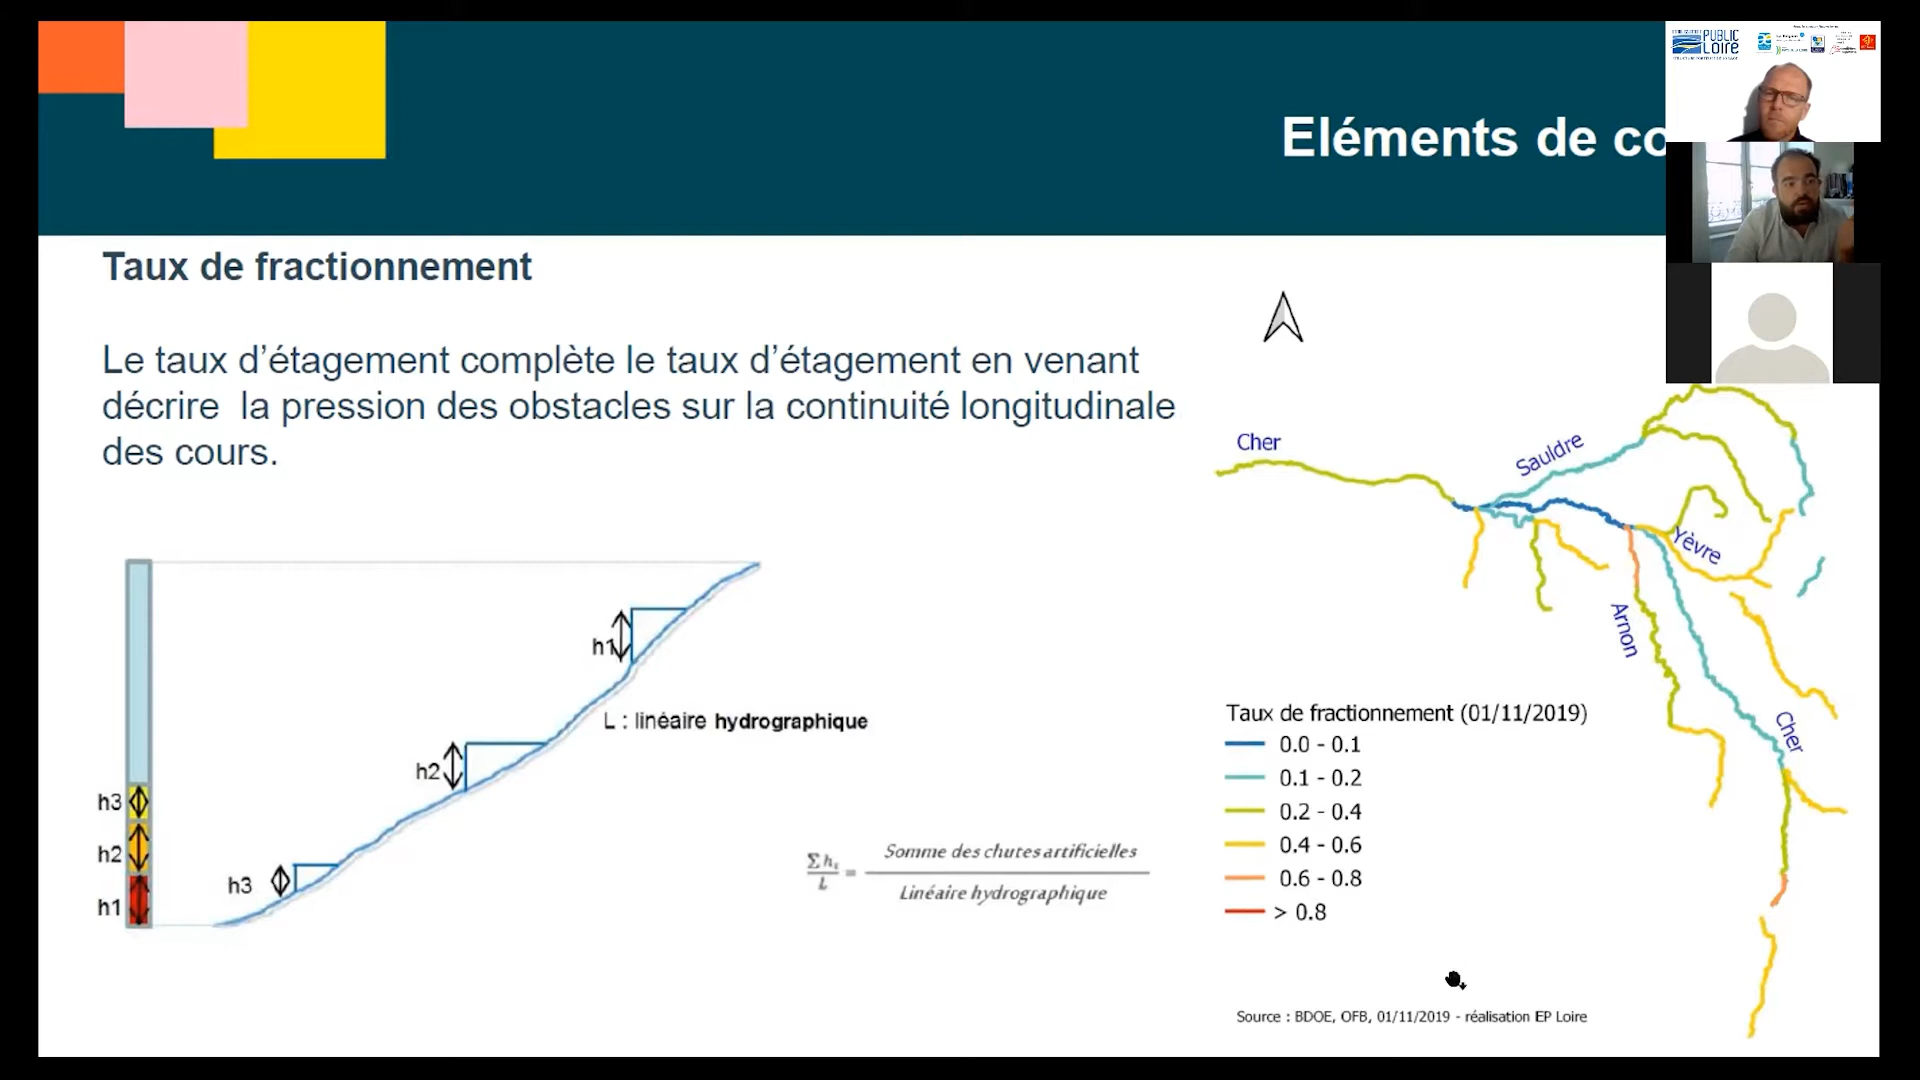 Eléments de co
PUBLIC
LOIRE
Taux de fractionnement
Le taux d’étagement complète le taux d’étagement en venant
décrire la pression des obstacles sur la continuité longitudinale
des cours.
Cher
Sauldre
Yèvre
Arnon
Cher
h1
L : linéaire hydrographique
h2
h3
h3
h2
h1
Σ hᵢ / L = Somme des chutes artificielles / Linéaire hydrographique
Taux de fractionnement (01/11/2019)
0.0 - 0.1
0.1 - 0.2
0.2 - 0.4
0.4 - 0.6
0.6 - 0.8
> 0.8
Source : BDOE, OFB, 01/11/2019 - réalisation EP Loire